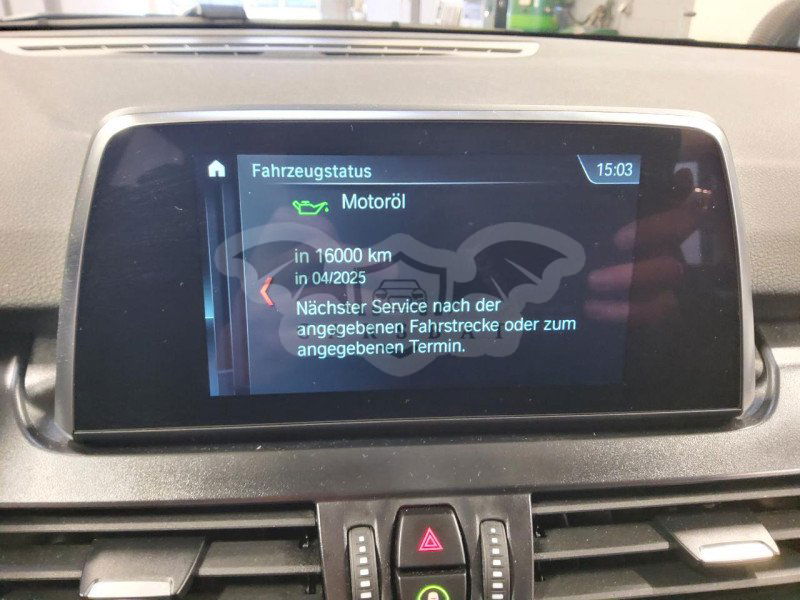 Fahrzeugstatus
15:03
Motoröl
in 16000 km
in 04/2025
Nächster Service nach der
angegebenen Fahrstrecke oder zum
angegebenen Termin.